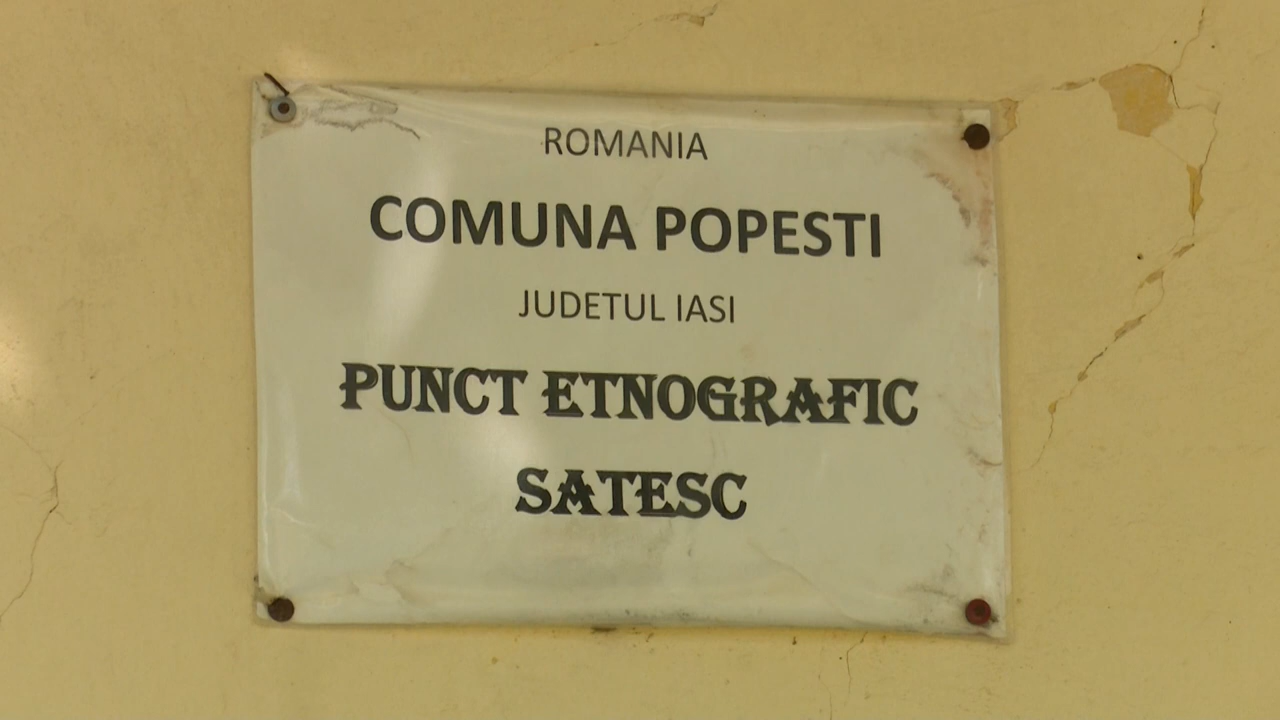 ROMANIA
COMUNA POPESTI
JUDETUL IASI
PUNCT ETNOGRAFIC
SATESC